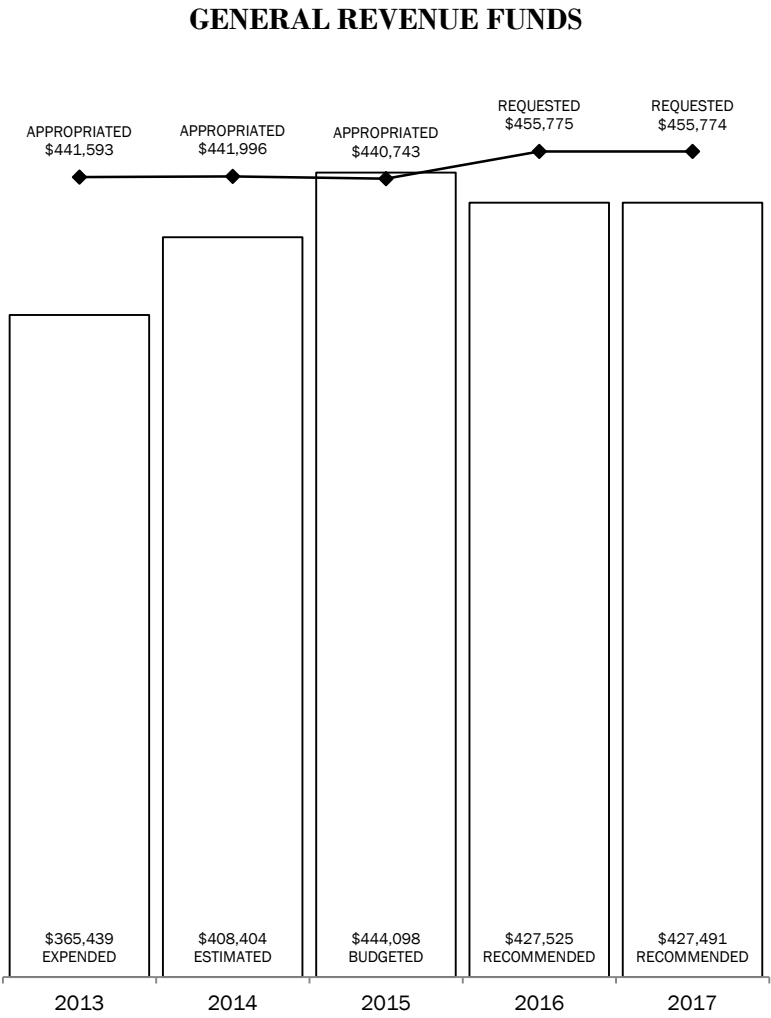 GENERAL REVENUE FUNDS
REQUESTED
$455,775
REQUESTED
$455,774
APPROPRIATED
$441,593
APPROPRIATED
$441,996
APPROPRIATED
$440,743
$365,439
EXPENDED
$408,404
ESTIMATED
$444,098
BUDGETED
$427,525
RECOMMENDED
$427,491
RECOMMENDED
2013
2014
2015
2016
2017